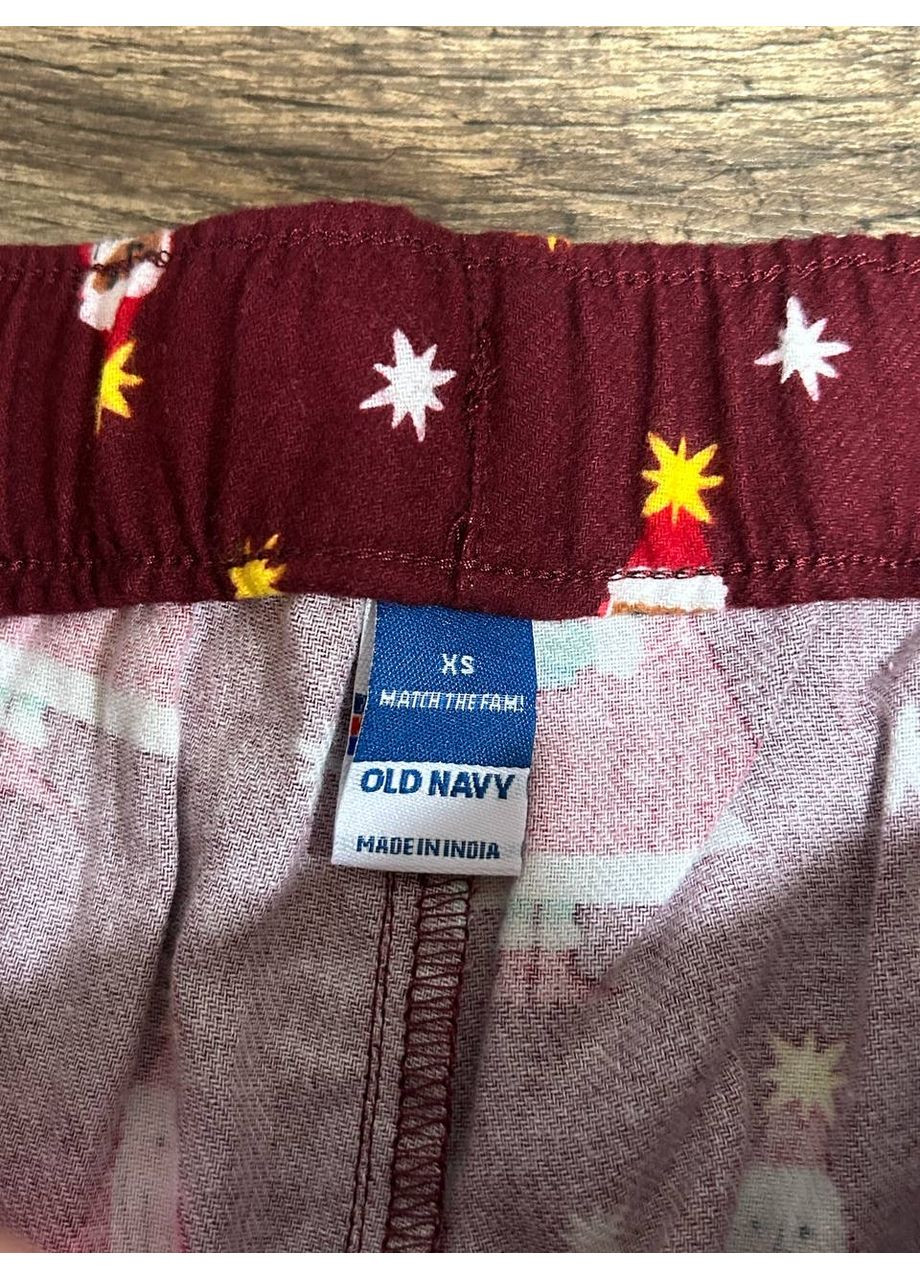 XS
MATCH THE FAM!
OLD NAVY
MADE IN INDIA